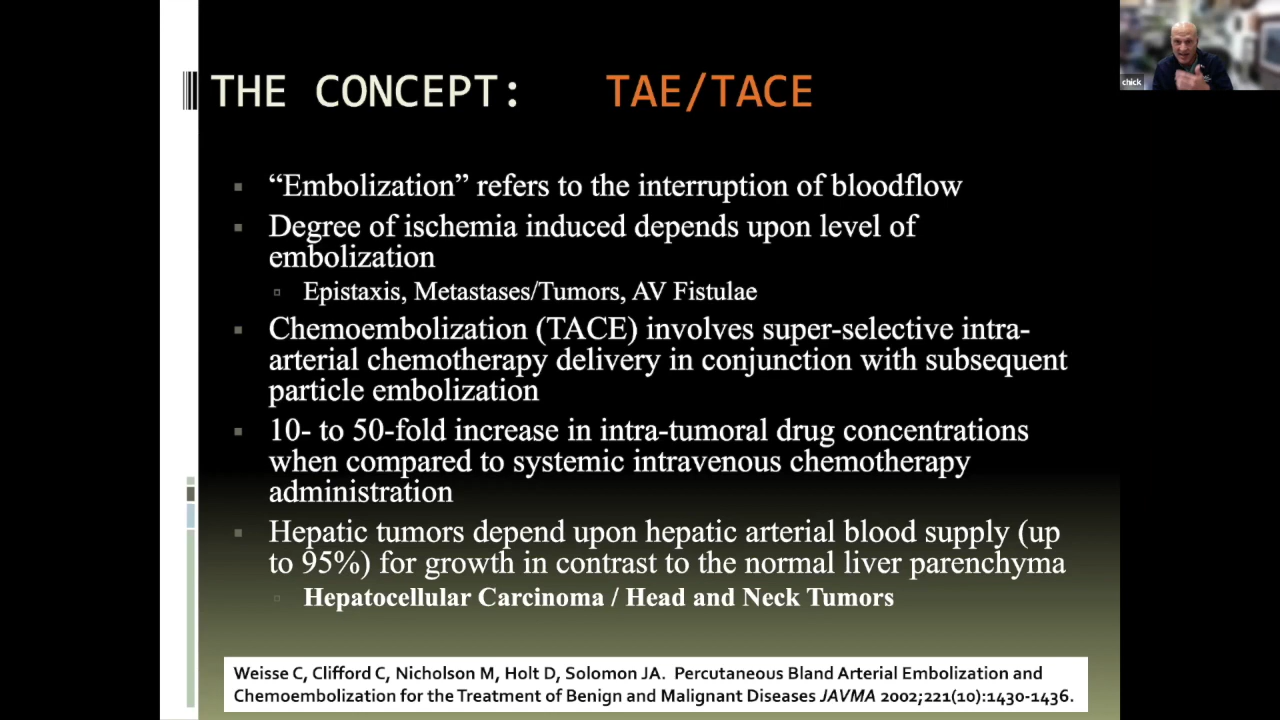 THE CONCEPT: TAE/TACE
chick
“Embolization” refers to the interruption of bloodflow
Degree of ischemia induced depends upon level of
embolization
Epistaxis, Metastases/Tumors, AV Fistulae
Chemoembolization (TACE) involves super-selective intra-
arterial chemotherapy delivery in conjunction with subsequent
particle embolization
10- to 50-fold increase in intra-tumoral drug concentrations
when compared to systemic intravenous chemotherapy
administration
Hepatic tumors depend upon hepatic arterial blood supply (up
to 95%) for growth in contrast to the normal liver parenchyma
Hepatocellular Carcinoma / Head and Neck Tumors
Weisse C, Clifford C, Nicholson M, Holt D, Solomon JA. Percutaneous Bland Arterial Embolization and
Chemoembolization for the Treatment of Benign and Malignant Diseases JAVMA 2002;221(10):1430-1436.